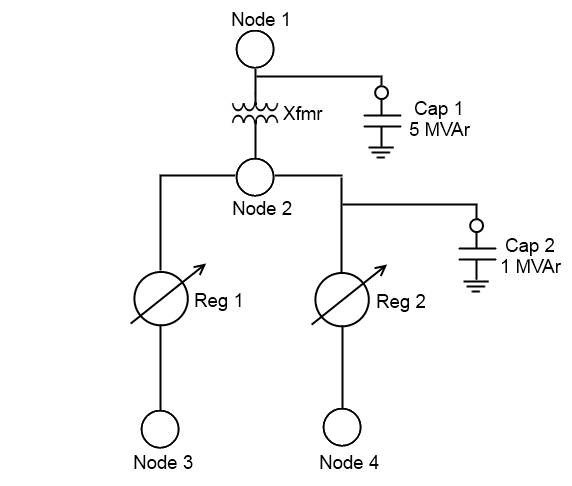 Node 1
Xfmr
Cap 1
5 MVAr
Node 2
Cap 2
1 MVAr
Reg 1
Reg 2
Node 3
Node 4